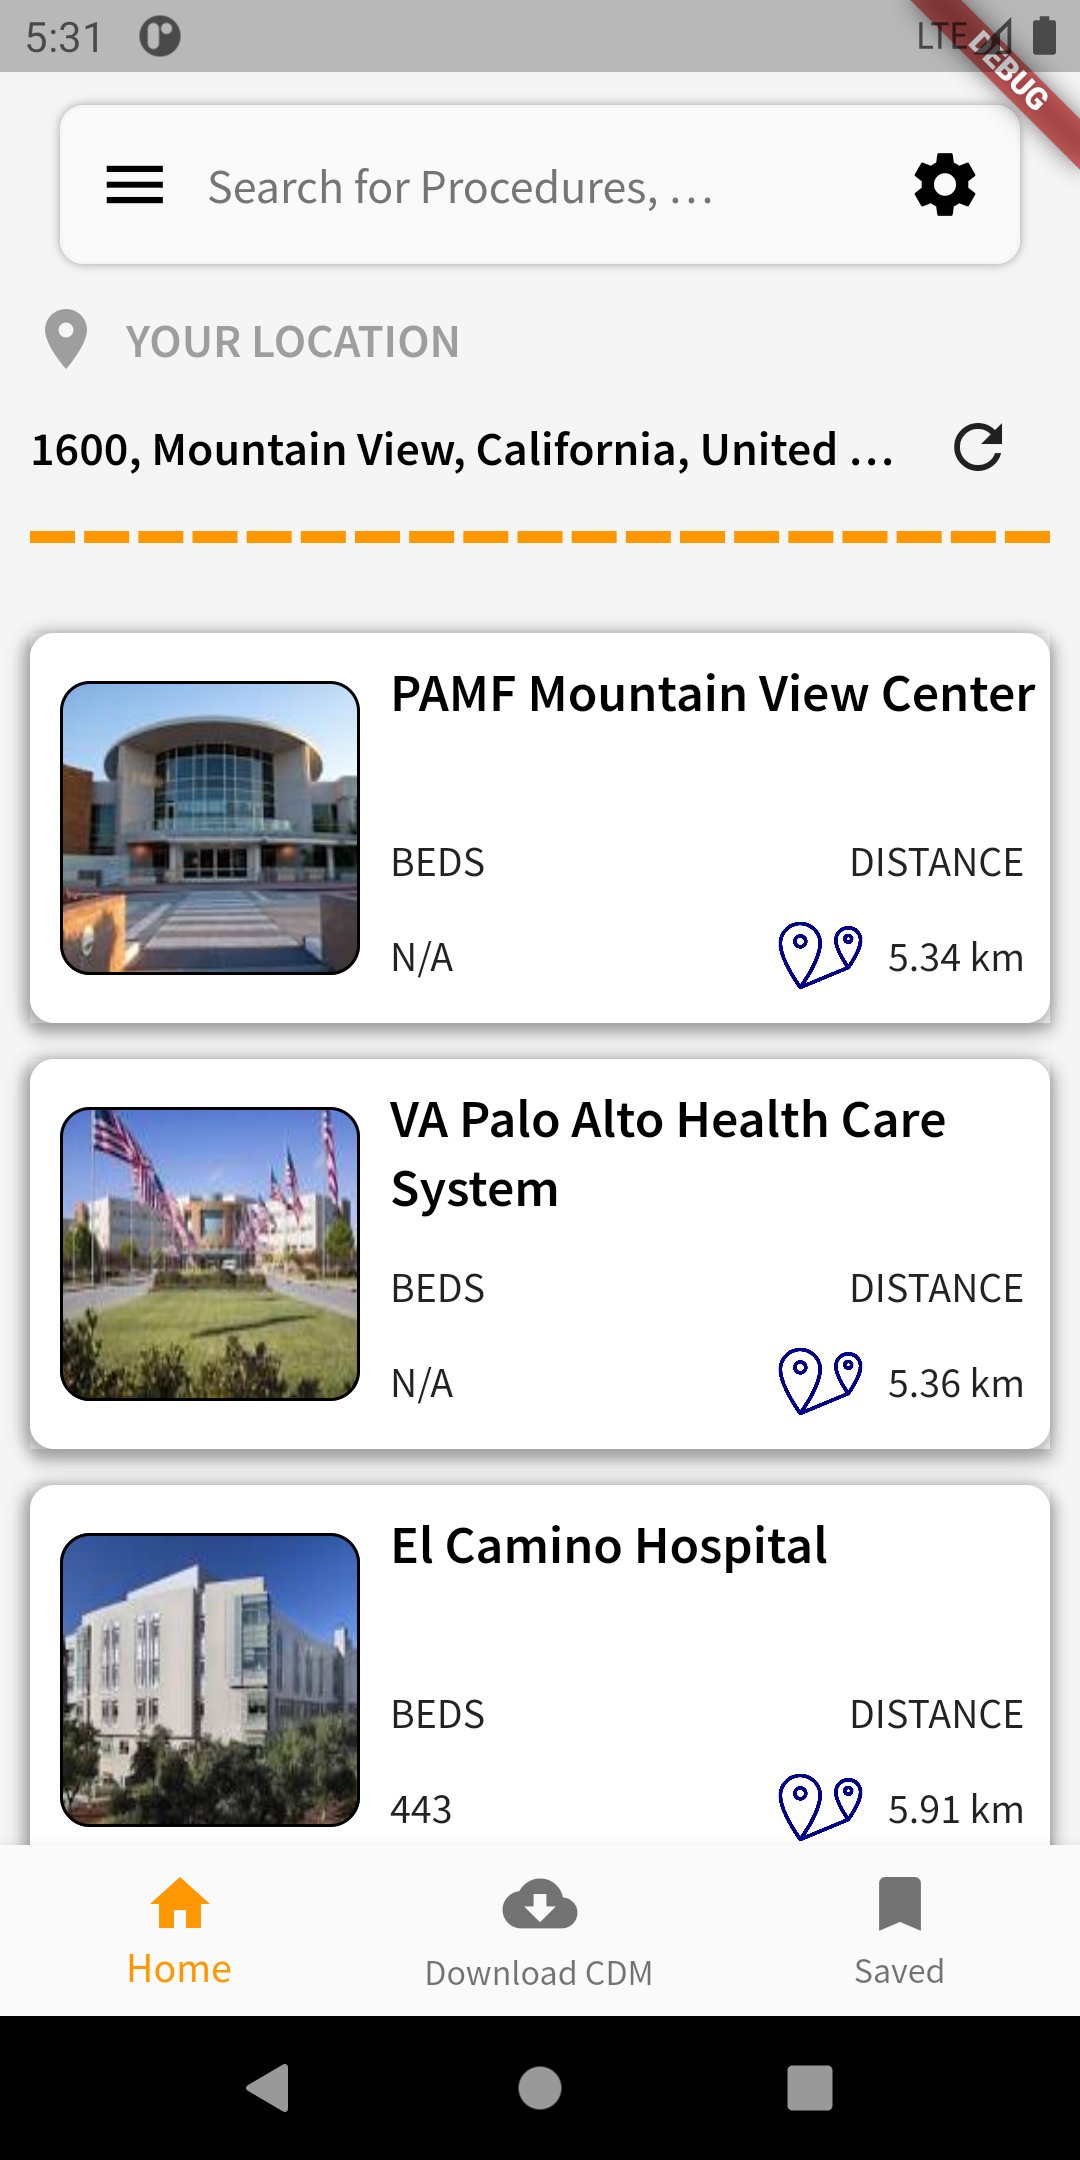 5:31
LTE
DEBUG
Search for Procedures, ...
YOUR LOCATION
1600, Mountain View, California, United ...
PAMF Mountain View Center
BEDS
DISTANCE
N/A
5.34 km
VA Palo Alto Health Care
System
BEDS
DISTANCE
N/A
5.36 km
El Camino Hospital
BEDS
DISTANCE
443
5.91 km
Home
Download CDM
Saved